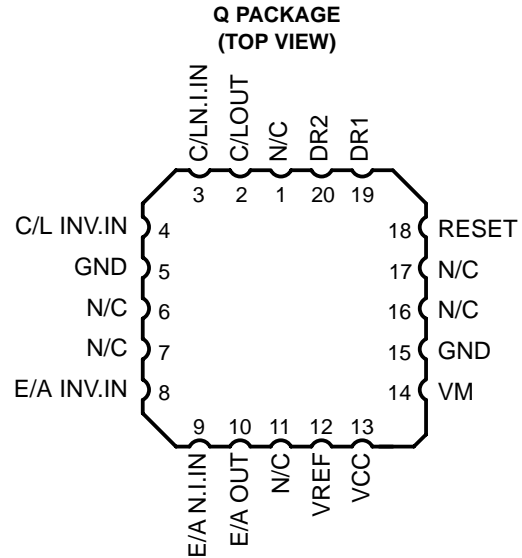 Q PACKAGE
(TOP VIEW)
C/LN.I.IN
C/LOUT
N/C
DR2
DR1
3
2
1
20
19
C/L INV.IN
4
GND
5
N/C
6
N/C
7
E/A INV.IN
8
18
RESET
17
N/C
16
N/C
15
GND
14
VM
9
10
11
12
13
E/A N.I.IN
E/A OUT
N/C
VREF
VCC